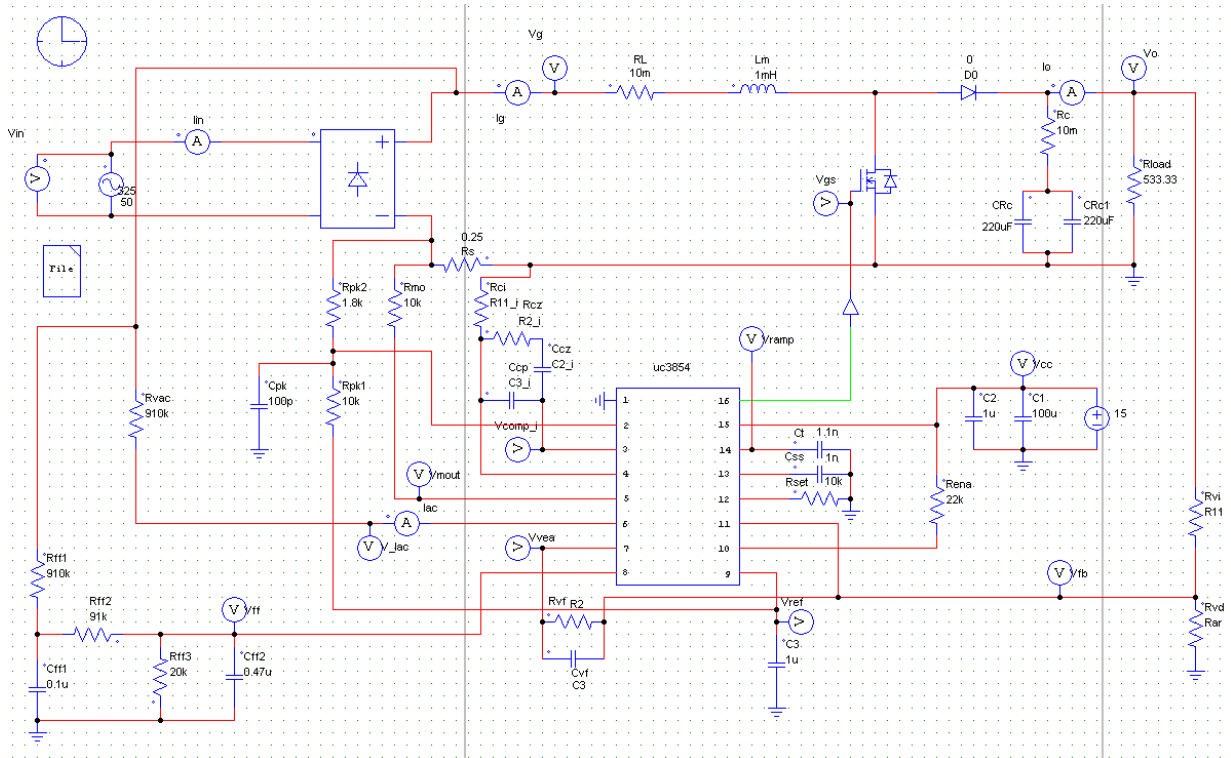 Vg
V
RL
10m
Lm
1mH
0
D0
Io
A
V
Vo
A
Ig
Rc
10m
Vin
Iin
A
+
V
325
50
−
Vgs
V
CRc
220uF
CRc1
220uF
Rload
533.33
0.25
Rs
File
Rpk2
1.8k
Rmo
10k
Rci
R11_i
Rcz
R2_i
Ccz
C2_i
Ccp
C3_i
V
Vramp
uc3854
V
Vcc
Cpk
100p
Rpk1
10k
Rvac
910k
C2
1u
C1
100u
15
Vcomp_i
V
1
2
3
4
5
6
7
8
16
15
14
13
12
11
10
9
Ct
1.1n
Css
1n
Rset
10k
V
Vmout
Iac
A
V
V_Iac
Rena
22k
Rvi
R11
Vvea
V
Rff1
910k
Rff2
91k
V
Vff
Rvf
R2
Vref
V
V
Vfb
Rvd
Rar
Rff3
20k
Cff1
0.1u
Cff2
0.47u
Cvf
C3
C3
1u